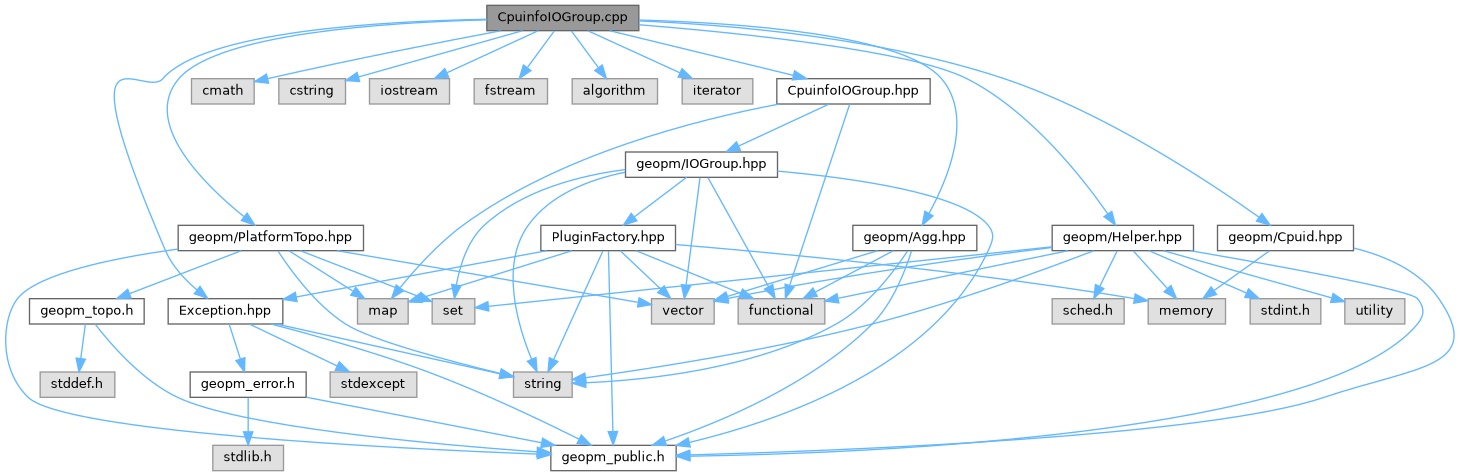 CpuinfoIOGroup.cpp
cmath
cstring
iostream
fstream
algorithm
iterator
CpuinfoIOGroup.hpp
geopm/IOGroup.hpp
geopm/PlatformTopo.hpp
PluginFactory.hpp
geopm/Agg.hpp
geopm/Helper.hpp
geopm/Cpuid.hpp
geopm_topo.h
Exception.hpp
map
set
vector
functional
sched.h
memory
stdint.h
utility
stddef.h
geopm_error.h
stdexcept
string
stdlib.h
geopm_public.h